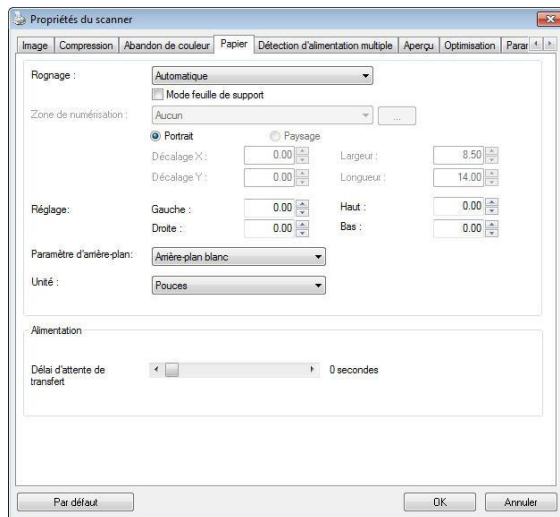 Propriétés du scanner
Image Compression Abandon de couleur Papier Détection d'alimentation multiple Aperçu Optimisation Parar
Rognage : Automatique
Mode feuille de support
Zone de numérisation : Aucun ...
Portrait Paysage
Décalage X : 0.00 Largeur : 8.50
Décalage Y : 0.00 Longueur : 14.00
Réglage: Gauche : 0.00 Haut : 0.00
Droite : 0.00 Bas : 0.00
Paramètre d'arrière-plan: Arrière-plan blanc
Unité : Pouces
Alimentation
Délai d'attente de transfert 0 secondes
Par défaut OK Annuler